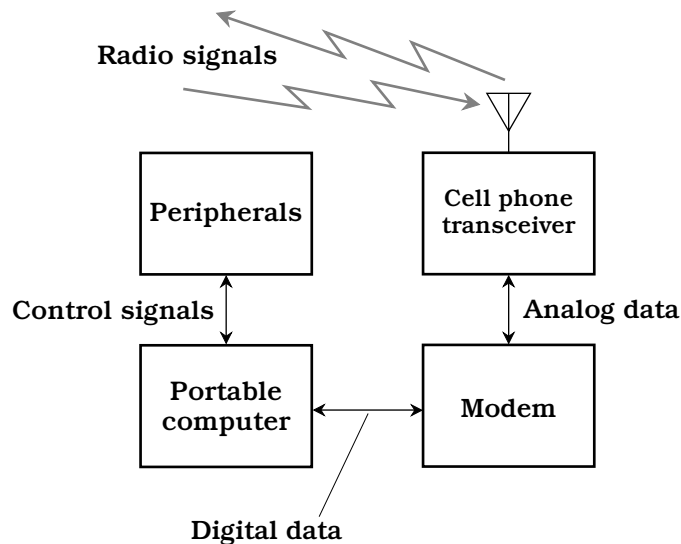 Radio signals
Peripherals
Cell phone
transceiver
Control signals
Analog data
Portable
computer
Modem
Digital data